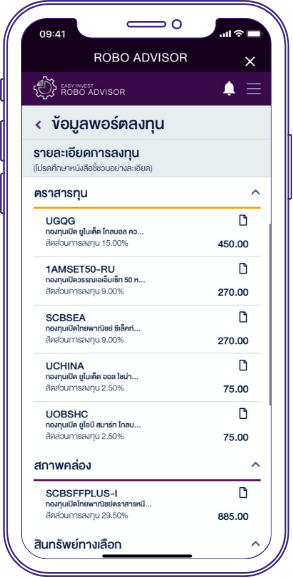 09:41
ROBO ADVISOR
EASY INVEST
ROBO ADVISOR
ข้อมูลพอร์ตลงทุน
รายละเอียดการลงทุน
(โปรดศึกษาหนังสือชี้ชวนอย่างละเอียด)
ตราสารทุน
UGQG
กองทุนเปิด ยูไนเต็ด โกลบอล คว...
สัดส่วนการลงทุน 15.00% 450.00
1AMSET50-RU
กองทุนเปิดวรรณเอเอ็มเซ็ท 50 ห...
สัดส่วนการลงทุน 9.00% 270.00
SCBSEA
กองทุนเปิดไทยพาณิชย์ ซีเล็คท์...
สัดส่วนการลงทุน 9.00% 270.00
UCHINA
กองทุนเปิด ยูไนเต็ด ออล ไชน่า...
สัดส่วนการลงทุน 2.50% 75.00
UOBSHC
กองทุนเปิด ยูโอบี สมาร์ท โกลบ...
สัดส่วนการลงทุน 2.50% 75.00
สภาพคล่อง
SCBSFFPLUS-I
กองทุนเปิดไทยพาณิชย์ตราสารหนี้...
สัดส่วนการลงทุน 29.50% 885.00
สินทรัพย์ทางเลือก